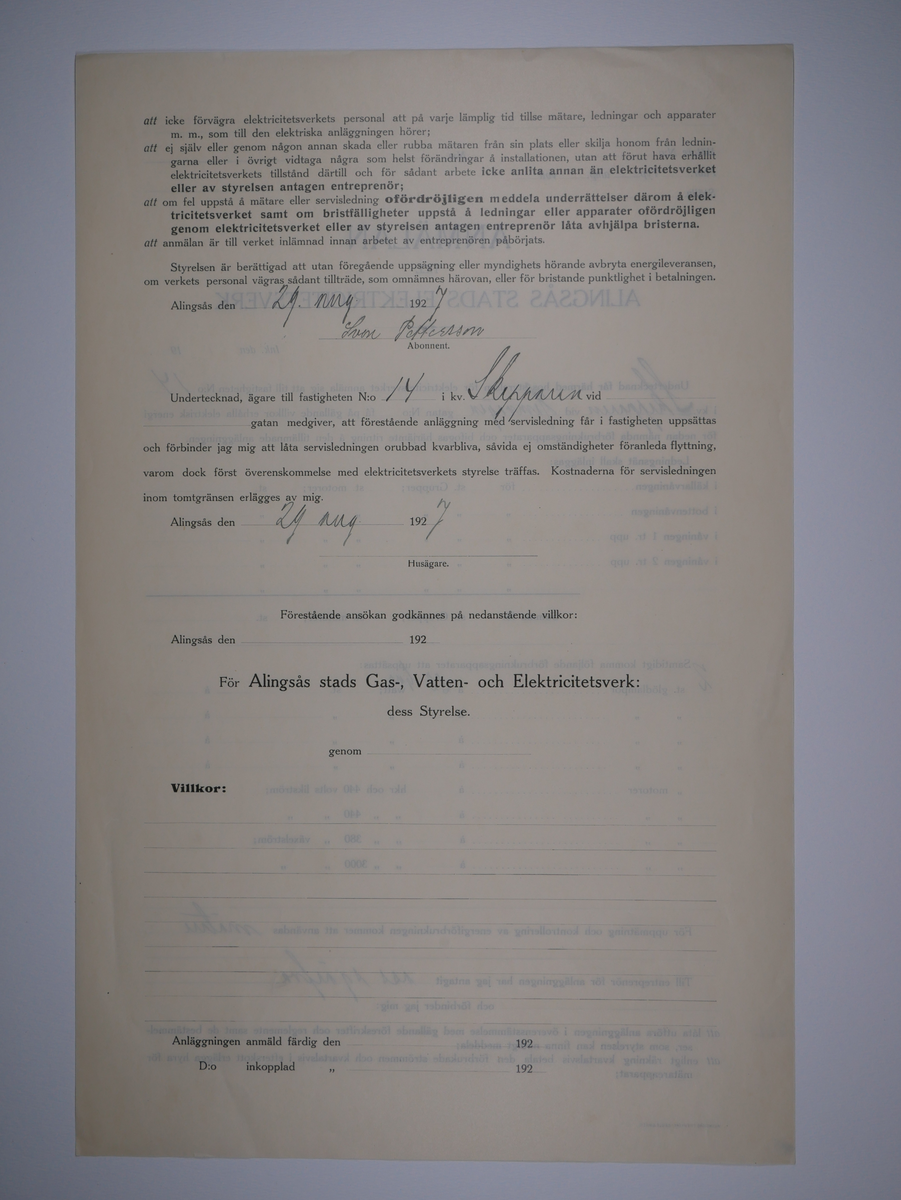 att icke förvägra elektricitetsverkets personal att på varje lämplig tid tillse mätare, ledningar och apparater
m. m., som till den elektriska anläggningen hörer;
att ej själv eller genom någon annan skada eller rubba mätaren från sin plats eller skilja honom från lednin-
garna eller i övrigt vidtaga några som helst förändringar å installationen, utan att förut hava erhållit
elektricitetsverkets tillstånd därtill och för sådant arbete icke anlita annan än elektricitetsverket
eller av styrelsen antagen entreprenör;
att om fel uppstå å mätare eller servisledning ofördröjligen meddela underrättelser därom å elek-
tricitetsverket samt om bristfälligheter uppstå å ledningar eller apparater ofördröjligen
genom elektricitetsverket eller av styrelsen antagen entreprenör låta avhjälpa bristerna.
att anmälan är till verket inlämnad innan arbetet av entreprenören påbörjats.
Styrelsen är berättigad att utan föregående uppsägning eller myndighets hörande avbryta energileveransen,
om verkets personal vägras sådant tillträde, som omnämnes härovan, eller för bristande punktlighet i betalningen.
Alingsås den 29. aug 1927
Sven Pettersson
Abonnent.
Undertecknad, ägare till fastigheten N:o 14 i kv. Skepparen vid
gatan medgiver, att förestående anläggning med servisledning får i fastigheten uppsättas
och förbinder jag mig att låta servisledningen orubbad kvarbliva, såvida ej omständigheter föranleda flyttning,
varom dock först överenskommelse med elektricitetsverkets styrelse träffas. Kostnaderna för servisledningen
inom tomtgränsen erlägges av mig.
Alingsås den 29 aug 1927
Husägare.
Förestående ansökan godkännes på nedanstående villkor:
Alingsås den 192
För Alingsås stads Gas-, Vatten- och Elektricitetsverk:
dess Styrelse.
genom
Villkor:
Anläggningen anmäld färdig den 192
D:o inkopplad „ 192